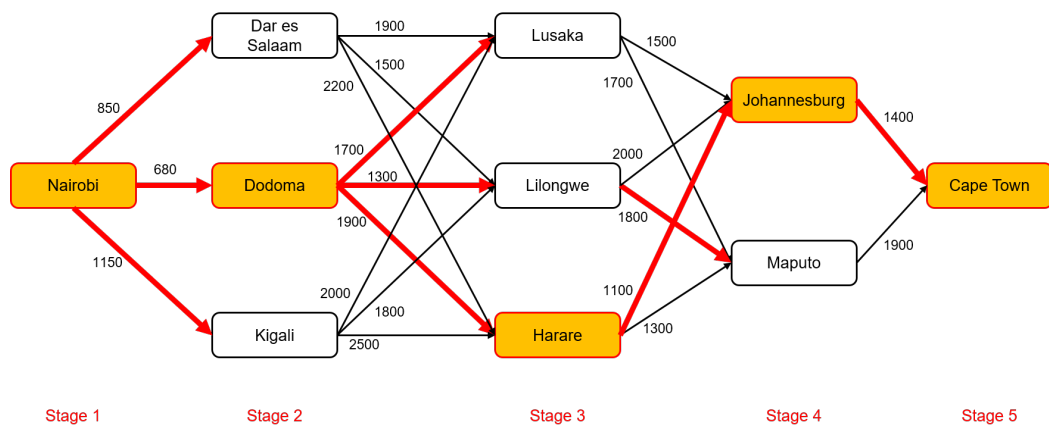 Dar es
Salaam
1900
Lusaka
1500
1500
2200
1700
850
Johannesburg
1400
1700
2000
Nairobi
680
Dodoma
1300
Lilongwe
Cape Town
1900
1800
1900
Maputo
1150
2000
1100
1800
1300
Kigali
2500
Harare
Stage 1
Stage 2
Stage 3
Stage 4
Stage 5